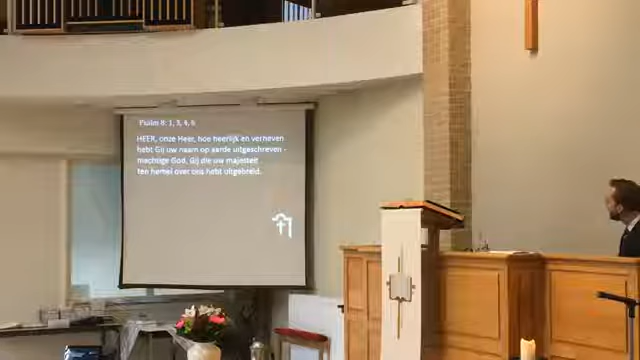 Psalm 8: 1, 3, 4, 6
HEER, onze Heer, hoe heerlijk en verheven
hebt Gij uw naam op aarde uitgeschreven -
machtige God, Gij die uw majesteit
ten hemel over ons hebt uitgebreid.